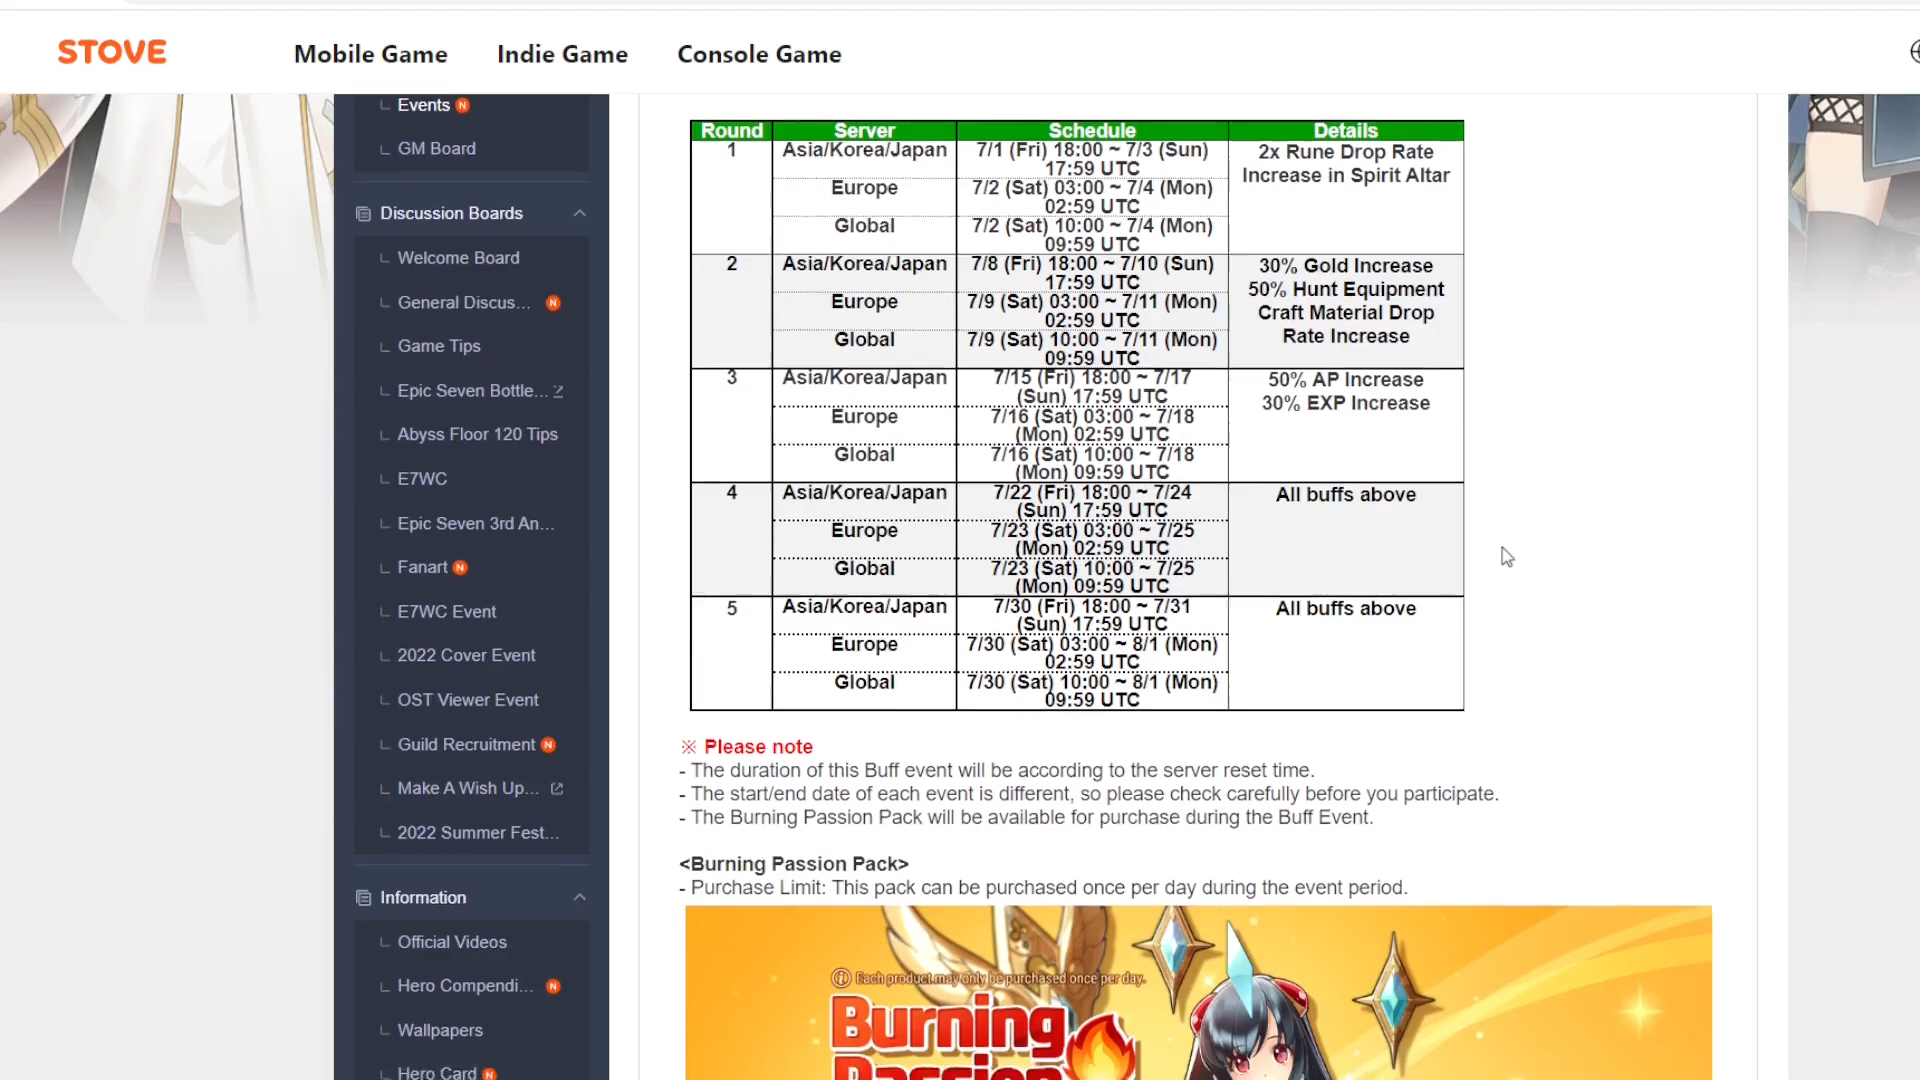 STOVE
Mobile Game
Indie Game
Console Game
Events N
GM Board
Discussion Boards
Welcome Board
General Discus... N
Game Tips
Epic Seven Bottle...
Abyss Floor 120 Tips
E7WC
Epic Seven 3rd An...
Fanart N
E7WC Event
2022 Cover Event
OST Viewer Event
Guild Recruitment N
Make A Wish Up...
2022 Summer Fest...
Information
Official Videos
Hero Compendi... N
Wallpapers
Hero Card N
Round Server Schedule Details
1 Asia/Korea/Japan 7/1 (Fri) 18:00 ~ 7/3 (Sun)
17:59 UTC
2x Rune Drop Rate
Increase in Spirit Altar
Europe 7/2 (Sat) 03:00 ~ 7/4 (Mon)
02:59 UTC
Global 7/2 (Sat) 10:00 ~ 7/4 (Mon)
09:59 UTC
2 Asia/Korea/Japan 7/8 (Fri) 18:00 ~ 7/10 (Sun)
17:59 UTC
30% Gold Increase
50% Hunt Equipment
Craft Material Drop
Rate Increase
Europe 7/9 (Sat) 03:00 ~ 7/11 (Mon)
02:59 UTC
Global 7/9 (Sat) 10:00 ~ 7/11 (Mon)
09:59 UTC
3 Asia/Korea/Japan 7/15 (Fri) 18:00 ~ 7/17
(Sun) 17:59 UTC
50% AP Increase
30% EXP Increase
Europe 7/16 (Sat) 03:00 ~ 7/18
(Mon) 02:59 UTC
Global 7/16 (Sat) 10:00 ~ 7/18
(Mon) 09:59 UTC
4 Asia/Korea/Japan 7/22 (Fri) 18:00 ~ 7/24
(Sun) 17:59 UTC
All buffs above
Europe 7/23 (Sat) 03:00 ~ 7/25
(Mon) 02:59 UTC
Global 7/23 (Sat) 10:00 ~ 7/25
(Mon) 09:59 UTC
5 Asia/Korea/Japan 7/30 (Fri) 18:00 ~ 7/31
(Sun) 17:59 UTC
All buffs above
Europe 7/30 (Sat) 03:00 ~ 8/1 (Mon)
02:59 UTC
Global 7/30 (Sat) 10:00 ~ 8/1 (Mon)
09:59 UTC
※ Please note
- The duration of this Buff event will be according to the server reset time.
- The start/end date of each event is different, so please check carefully before you participate.
- The Burning Passion Pack will be available for purchase during the Buff Event.
<Burning Passion Pack>
- Purchase Limit: This pack can be purchased once per day during the event period.
Each product may only be purchased once per day.
Burning
Passion